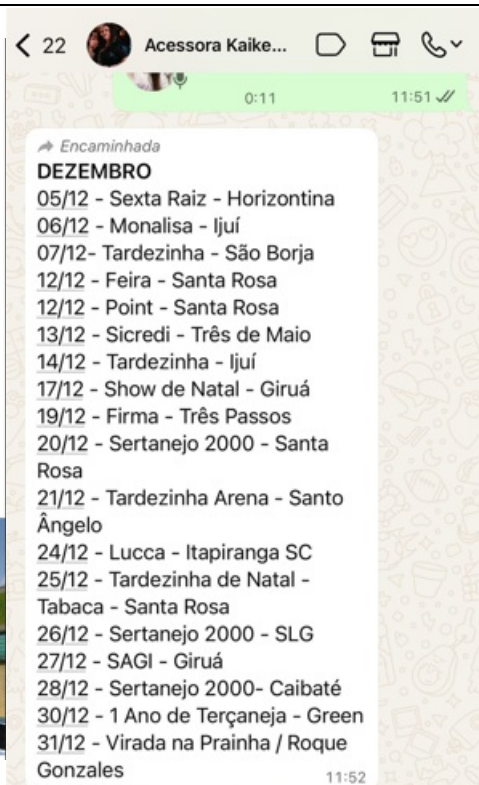 22
Acessora Kaike...
0:11
11:51
Encaminhada
DEZEMBRO
05/12 - Sexta Raiz - Horizontina
06/12 - Monalisa - Ijuí
07/12- Tardezinha - São Borja
12/12 - Feira - Santa Rosa
12/12 - Point - Santa Rosa
13/12 - Sicredi - Três de Maio
14/12 - Tardezinha - Ijuí
17/12 - Show de Natal - Giruá
19/12 - Firma - Três Passos
20/12 - Sertanejo 2000 - Santa
Rosa
21/12 - Tardezinha Arena - Santo
Ângelo
24/12 - Lucca - Itapiranga SC
25/12 - Tardezinha de Natal -
Tabaca - Santa Rosa
26/12 - Sertanejo 2000 - SLG
27/12 - SAGI - Giruá
28/12 - Sertanejo 2000- Caibaté
30/12 - 1 Ano de Terçaneja - Green
31/12 - Virada na Prainha / Roque
Gonzales
11:52